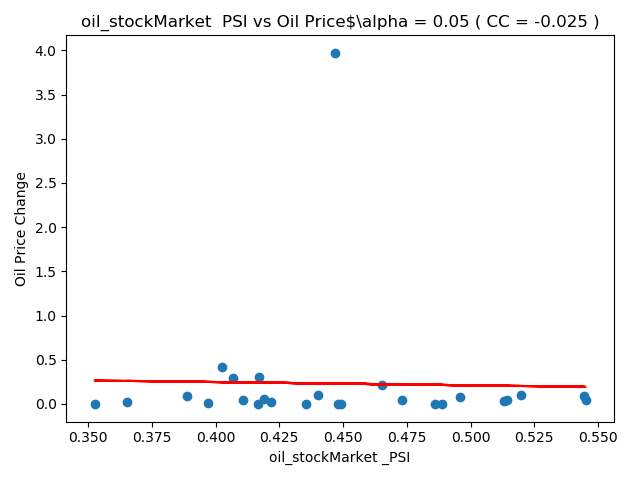 oil_stockMarket  PSI vs Oil Price$\alpha = 0.05 ( CC = -0.025 )
4.0
3.5
3.0
2.5
2.0
1.5
1.0
0.5
0.0
Oil Price Change
0.350 0.375 0.400 0.425 0.450 0.475 0.500 0.525 0.550
oil_stockMarket _PSI